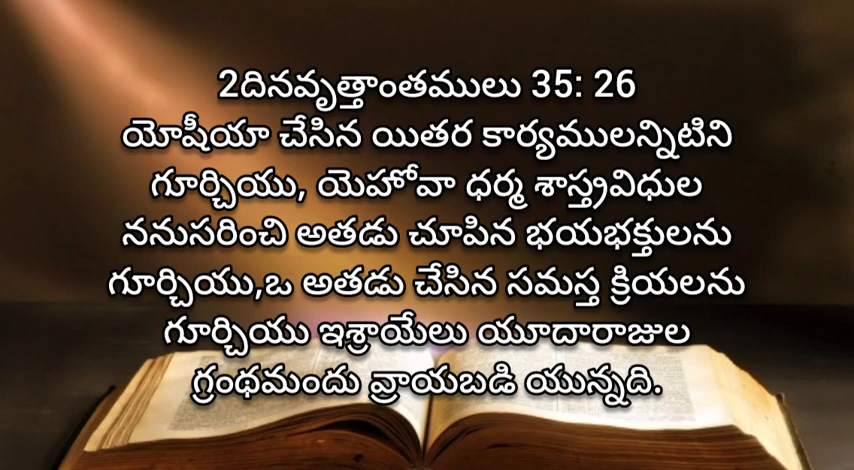 2దినవృత్తాంతములు 35: 26
యోషీయా చేసిన యితర కార్యములన్నిటిని
గూర్చియు, యెహోవా ధర్మ శాస్త్రవిధుల
ననుసరించి అతడు చూపిన భయభక్తులను
గూర్చియు,ఒ అతడు చేసిన సమస్త క్రియలను
గూర్చియు ఇశ్రాయేలు యూదారాజుల
గ్రంథమందు వ్రాయబడి యున్నది.